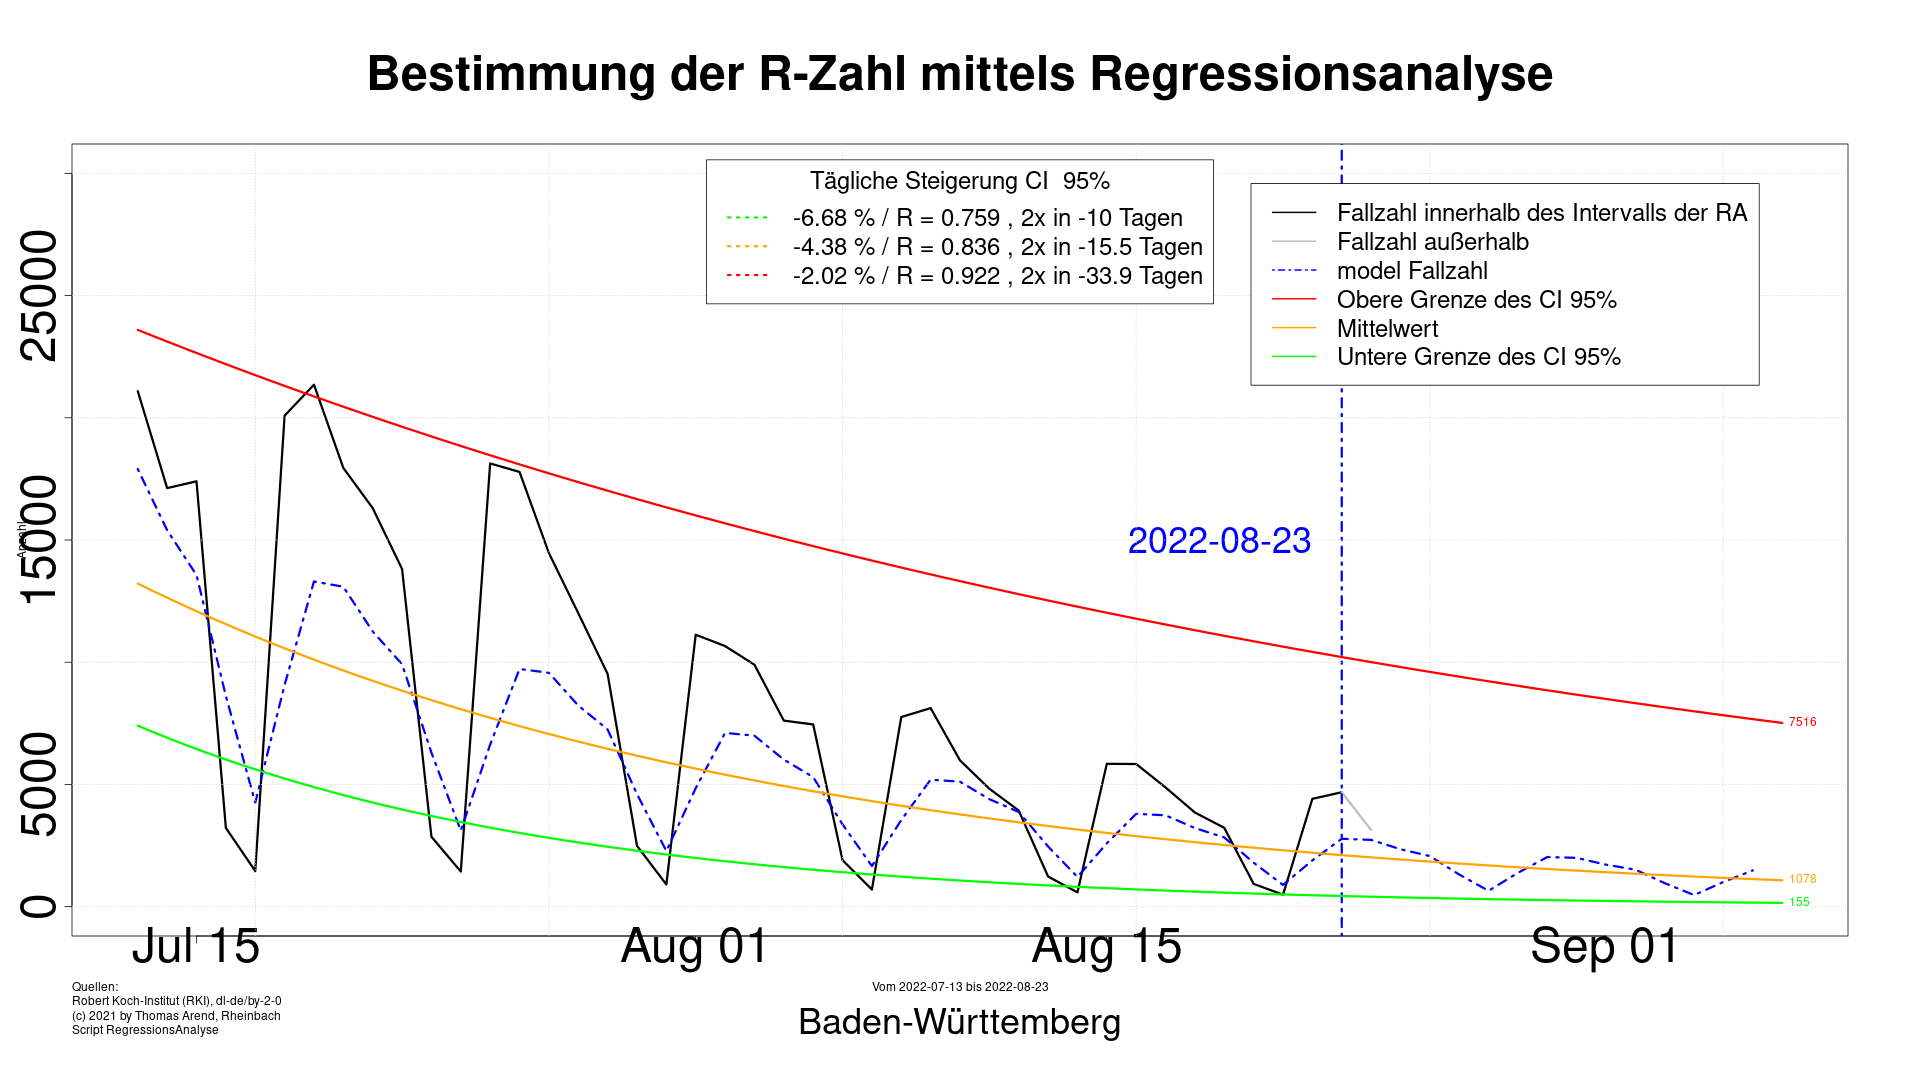 Bestimmung der R-Zahl mittels Regressionsanalyse
Tägliche Steigerung CI  95%
-6.68 % / R = 0.759 , 2x in -10 Tagen
-4.38 % / R = 0.836 , 2x in -15.5 Tagen
-2.02 % / R = 0.922 , 2x in -33.9 Tagen
Fallzahl innerhalb des Intervalls der RA
Fallzahl außerhalb
model Fallzahl
Obere Grenze des CI 95%
Mittelwert
Untere Grenze des CI 95%
25000
15000
5000
0
Anzahl
2022-08-23
7516
1078
155
Jul 15
Aug 01
Aug 15
Sep 01
Quellen:
Robert Koch-Institut (RKI), dl-de/by-2-0
(c) 2021 by Thomas Arend, Rheinbach
Script RegressionsAnalyse
Vom 2022-07-13 bis 2022-08-23
Baden-Württemberg